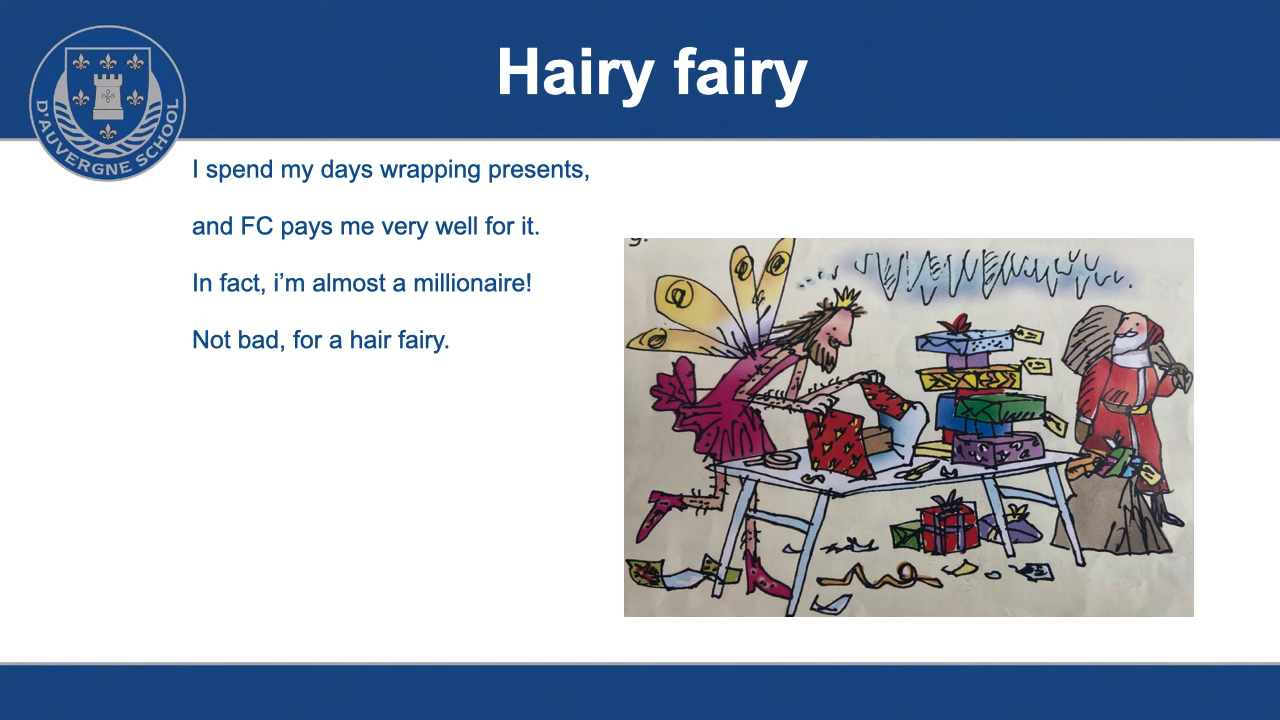 Hairy fairy
D'AUVERGNE SCHOOL
I spend my days wrapping presents,
and FC pays me very well for it.
In fact, i’m almost a millionaire!
Not bad, for a hair fairy.